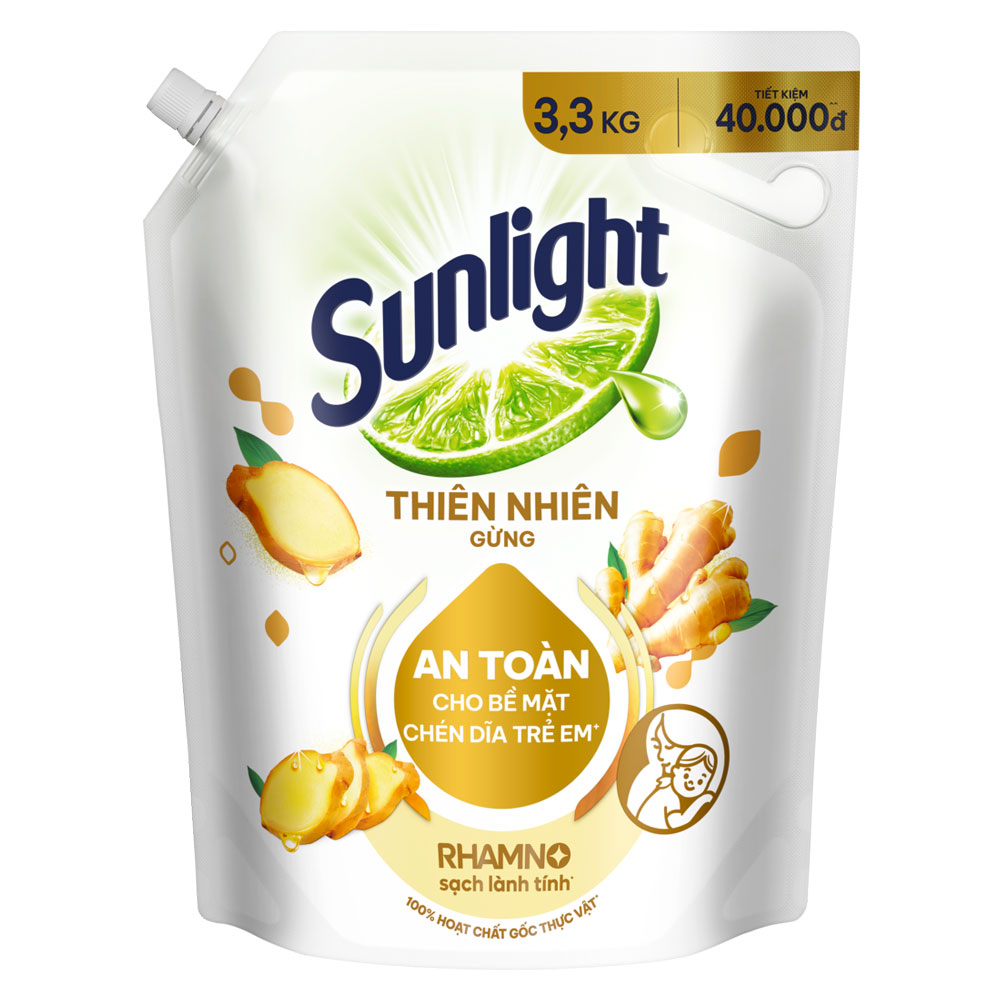 3,3 KG
TIẾT KIỆM
40.000đ
Sunlight
THIÊN NHIÊN
GỪNG
AN TOÀN
CHO BỀ MẶT
CHÉN DĨA TRẺ EM⁺
RHAMNO
sạch lành tính*
100% HOẠT CHẤT GỐC THỰC VẬT*